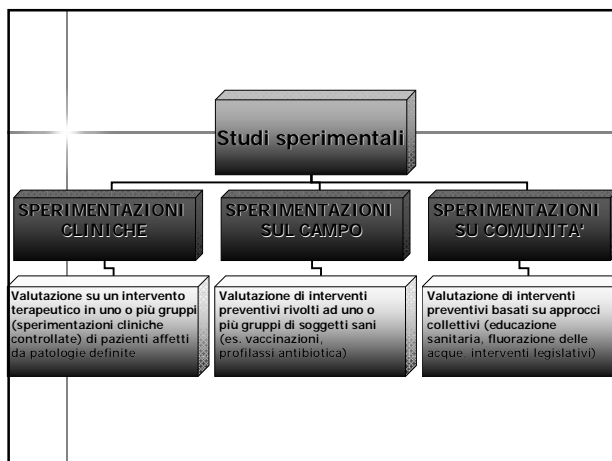 Studi sperimentali
SPERIMENTAZIONI
CLINICHE
SPERIMENTAZIONI
SUL CAMPO
SPERIMENTAZIONI
SU COMUNITA'
Valutazione su un intervento
terapeutico in uno o più gruppi
(sperimentazioni cliniche
controllate) di pazienti affetti
da patologie definite
Valutazione di interventi
preventivi rivolti ad uno o
più gruppi di soggetti sani
(es. vaccinazioni,
profilassi antibiotica)
Valutazione di interventi
preventivi basati su approcci
collettivi (educazione
sanitaria, fluorazione delle
acque, interventi legislativi)